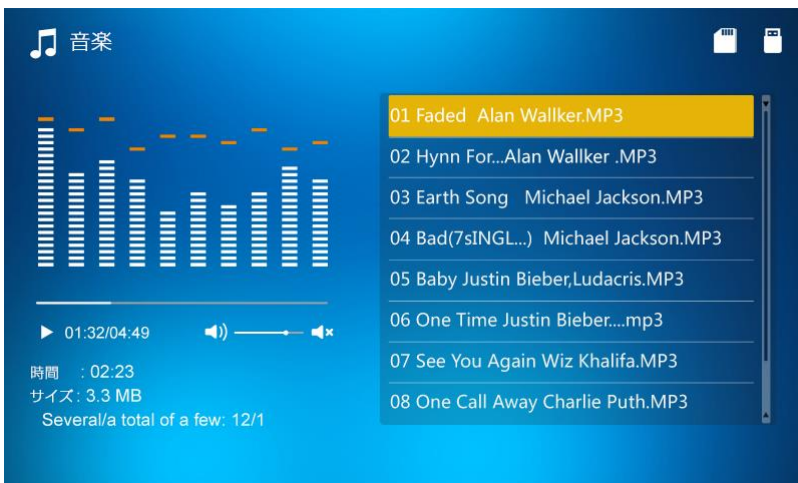 音楽
01 Faded Alan Wallker.MP3
02 Hynn For...Alan Wallker .MP3
03 Earth Song Michael Jackson.MP3
04 Bad(7sINGL...) Michael Jackson.MP3
05 Baby Justin Bieber,Ludacris.MP3
06 One Time Justin Bieber....mp3
07 See You Again Wiz Khalifa.MP3
08 One Call Away Charlie Puth.MP3
01:32/04:49
時間 : 02:23
サイズ : 3.3 MB
Several/a total of a few: 12/1